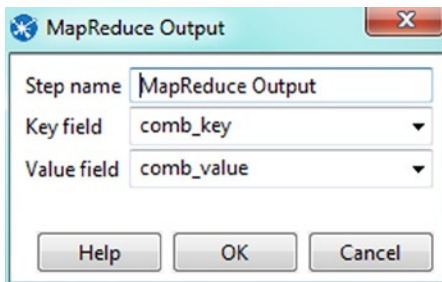 MapReduce Output
Step name MapReduce Output
Key field comb_key
Value field comb_value
Help OK Cancel